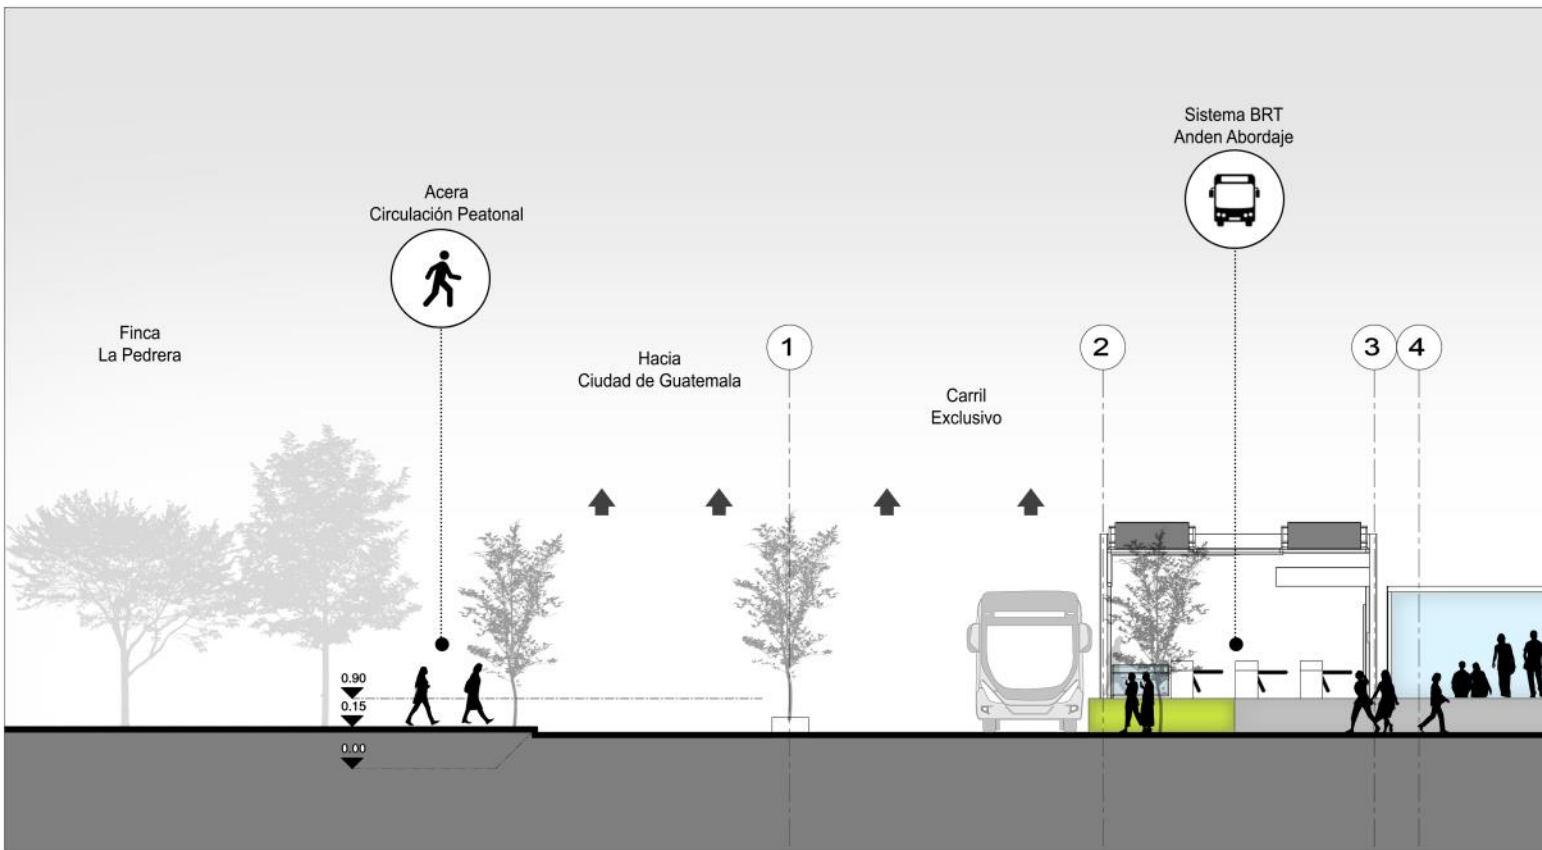 Sistema BRT
Anden Abordaje
Acera
Circulación Peatonal
Finca
La Pedrera
Hacia
Ciudad de Guatemala
1
2
3
4
Carril
Exclusivo
0.90
0.15
0.00